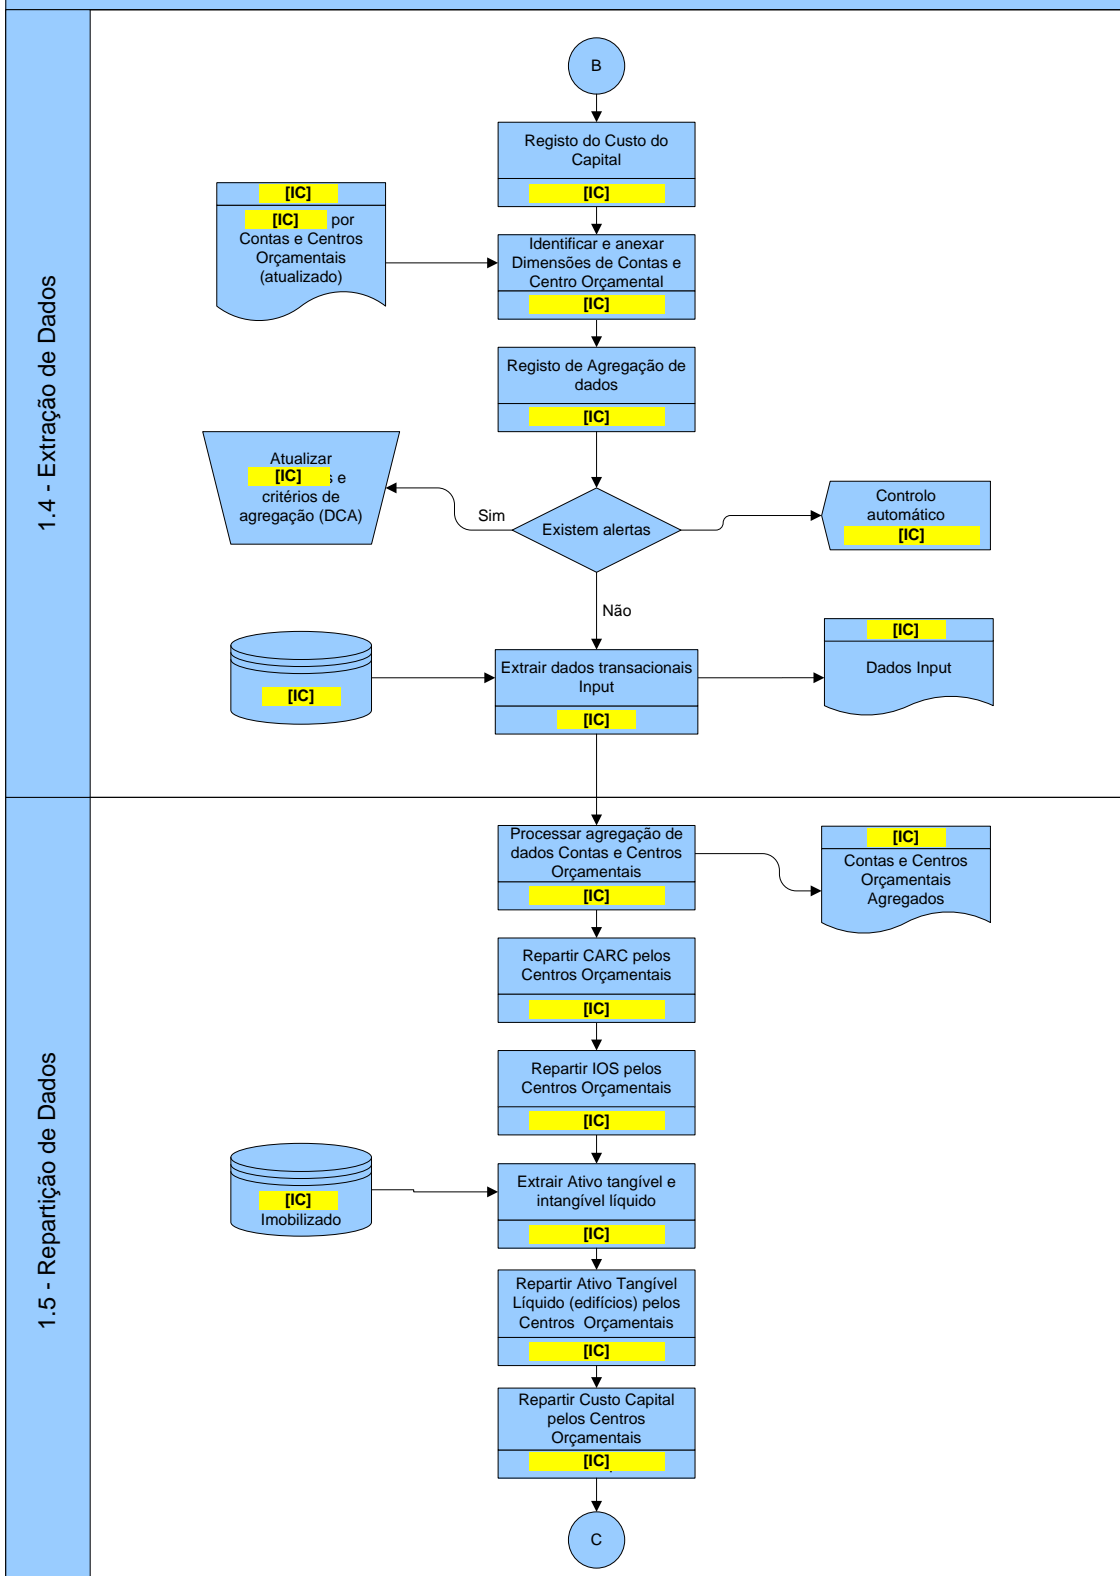 1.4 - Extração de Dados
B
Registo do Custo do
Capital
[IC]
[IC]
[IC] por
Contas e Centros
Orçamentais
(atualizado)
Identificar e anexar
Dimensões de Contas e
Centro Orçamental
[IC]
Registo de Agregação de
dados
[IC]
Atualizar
[IC] s e
critérios de
agregação (DCA)
Sim
Existem alertas
Controlo
automático
[IC]
Não
[IC]
Extrair dados transacionais
Input
[IC]
[IC]
Dados Input
1.5 - Repartição de Dados
Processar agregação de
dados Contas e Centros
Orçamentais
[IC]
[IC]
Contas e Centros
Orçamentais
Agregados
Repartir CARC pelos
Centros Orçamentais
[IC]
Repartir IOS pelos
Centros Orçamentais
[IC]
[IC]
Imobilizado
Extrair Ativo tangível e
intangível líquido
[IC]
Repartir Ativo Tangível
Líquido (edifícios) pelos
Centros Orçamentais
[IC]
Repartir Custo Capital
pelos Centros
Orçamentais
[IC]
C